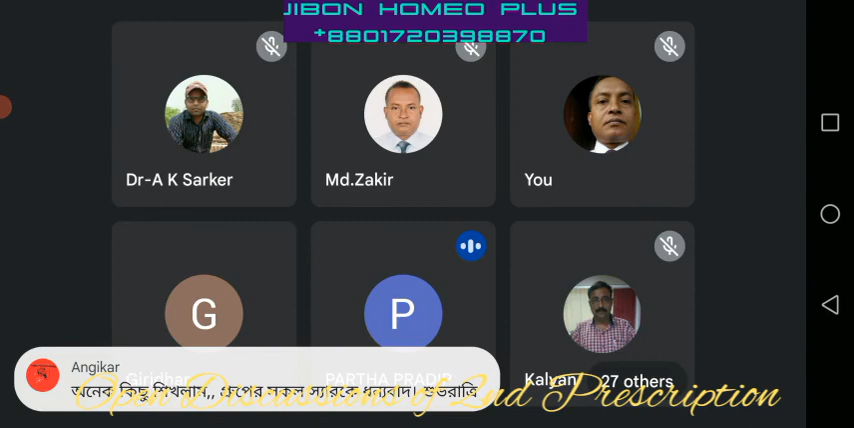 JIBON HOMEO PLUS
+8801720398870
Dr-A K Sarker
Md.Zakir
You
G
P
Giridhar
PARTHA PRADIP
Kalyan
27 others
Angikar
অনেক কিছু শিখলাম,, গ্রুপের সকল স্যারকে ধন্যবাদ। শুভরাত্রি
Open Discussions of 2nd Prescription